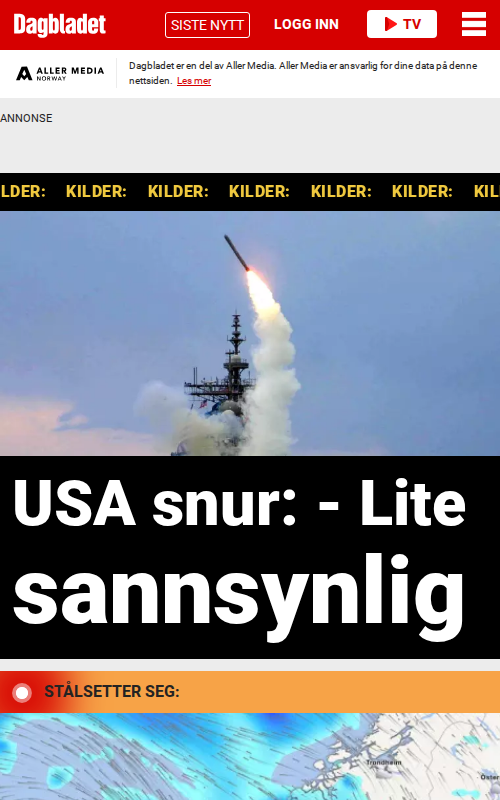 Dagbladet
SISTE NYTT
LOGG INN
TV
ALLER MEDIA
NORWAY
Dagbladet er en del av Aller Media. Aller Media er ansvarlig for dine data på denne
nettsiden. Les mer
ANNONSE
LDER: KILDER: KILDER: KILDER: KILDER: KILDER: KIL
USA snur: - Lite
sannsynlig
STÅLSETTER SEG:
Trondheim
Öster